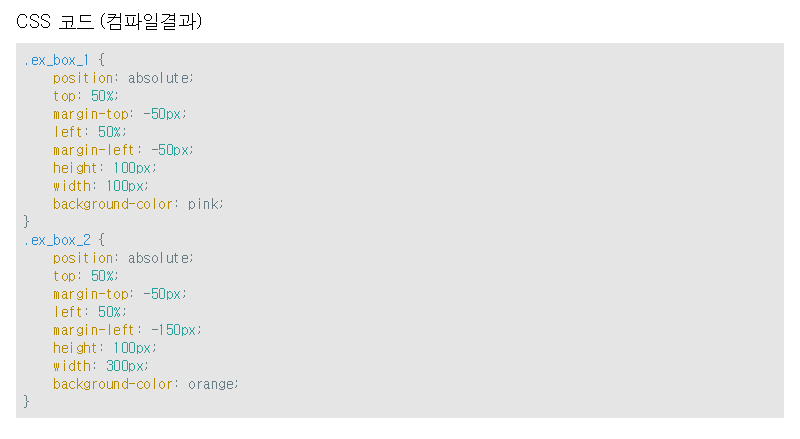 CSS 코드 (컴파일결과)
.ex_box_1 {
position: absolute;
top: 50%;
margin-top: -50px;
left: 50%;
margin-left: -50px;
height: 100px;
width: 100px;
background-color: pink;
}
.ex_box_2 {
position: absolute;
top: 50%;
margin-top: -50px;
left: 50%;
margin-left: -150px;
height: 100px;
width: 300px;
background-color: orange;
}